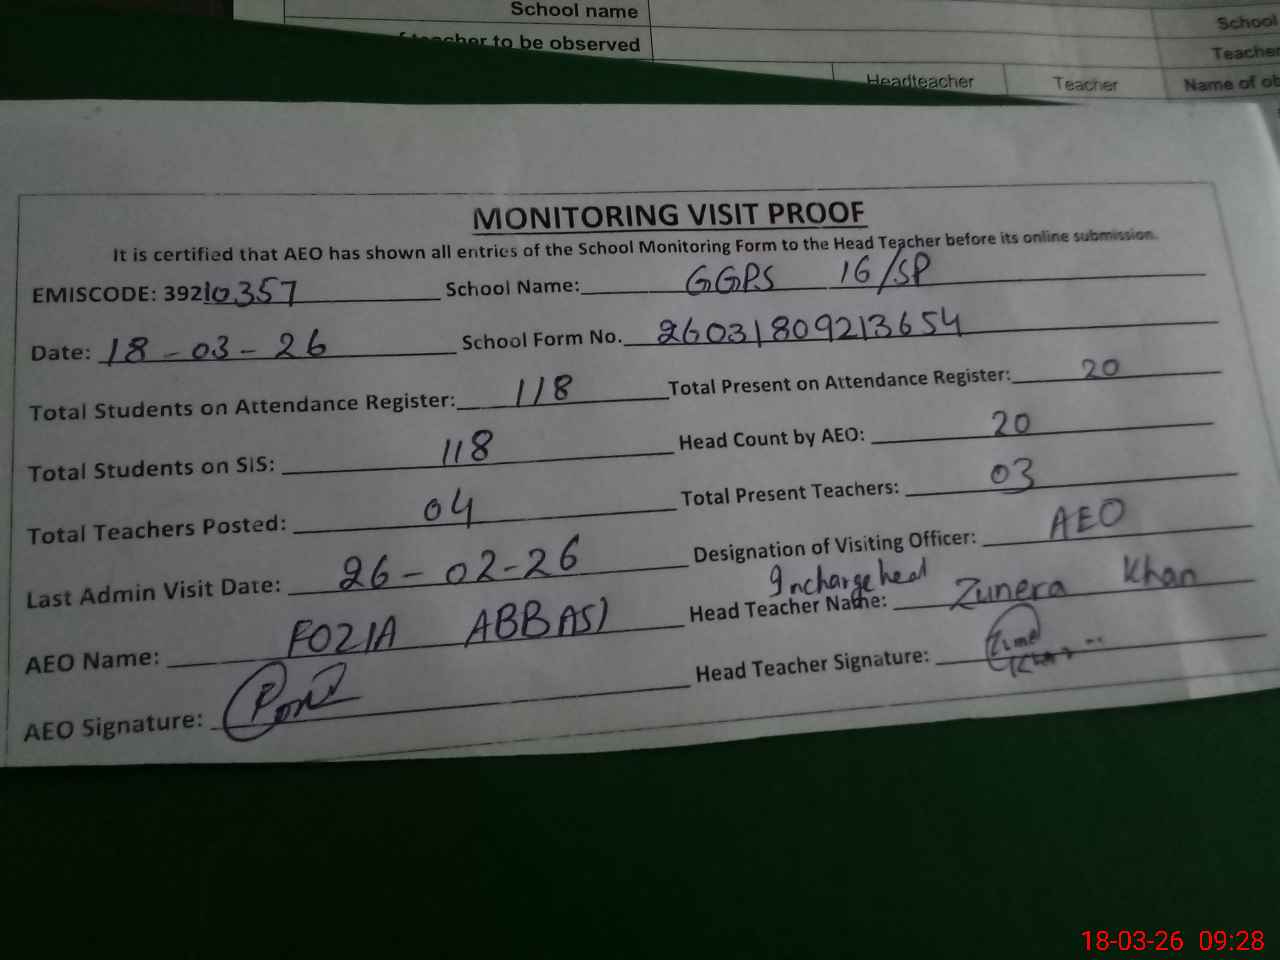 School name
School
teacher to be observed
Teacher
Headteacher Teacher Name of ob
MONITORING VISIT PROOF
It is certified that AEO has shown all entries of the School Monitoring Form to the Head Teacher before its online submission.
EMISCODE: 39210357 School Name: GGPS 16/SP
Date: 18-03-26 School Form No. 26031809213654
Total Students on Attendance Register: 118 Total Present on Attendance Register: 20
Total Students on SIS: 118 Head Count by AEO: 20
Total Teachers Posted: 04 Total Present Teachers: 03
Last Admin Visit Date: 26-02-26 Designation of Visiting Officer: AEO
Incharge head
AEO Name: FOZIA ABBASI Head Teacher Name: Zunera Khan
AEO Signature: Head Teacher Signature:
18-03-26 09:28